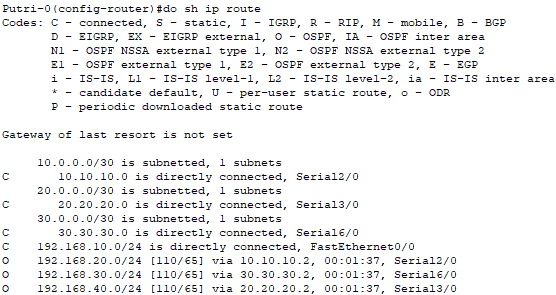 Putri-0(config-router)#do sh ip route
Codes: C - connected, S - static, I - IGRP, R - RIP, M - mobile, B - BGP
       D - EIGRP, EX - EIGRP external, O - OSPF, IA - OSPF inter area
       N1 - OSPF NSSA external type 1, N2 - OSPF NSSA external type 2
       E1 - OSPF external type 1, E2 - OSPF external type 2, E - EGP
       i - IS-IS, L1 - IS-IS level-1, L2 - IS-IS level-2, ia - IS-IS inter area
       * - candidate default, U - per-user static route, o - ODR
       P - periodic downloaded static route
Gateway of last resort is not set
     10.0.0.0/30 is subnetted, 1 subnets
C       10.10.10.0 is directly connected, Serial2/0
     20.0.0.0/30 is subnetted, 1 subnets
C       20.20.20.0 is directly connected, Serial3/0
     30.0.0.0/30 is subnetted, 1 subnets
C       30.30.30.0 is directly connected, Serial6/0
C    192.168.10.0/24 is directly connected, FastEthernet0/0
O    192.168.20.0/24 [110/65] via 10.10.10.2, 00:01:37, Serial2/0
O    192.168.30.0/24 [110/65] via 30.30.30.2, 00:01:37, Serial6/0
O    192.168.40.0/24 [110/65] via 20.20.20.2, 00:01:37, Serial3/0